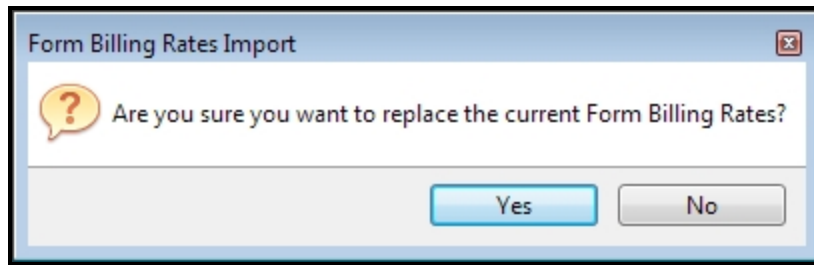 Form Billing Rates Import
Are you sure you want to replace the current Form Billing Rates?
Yes
No